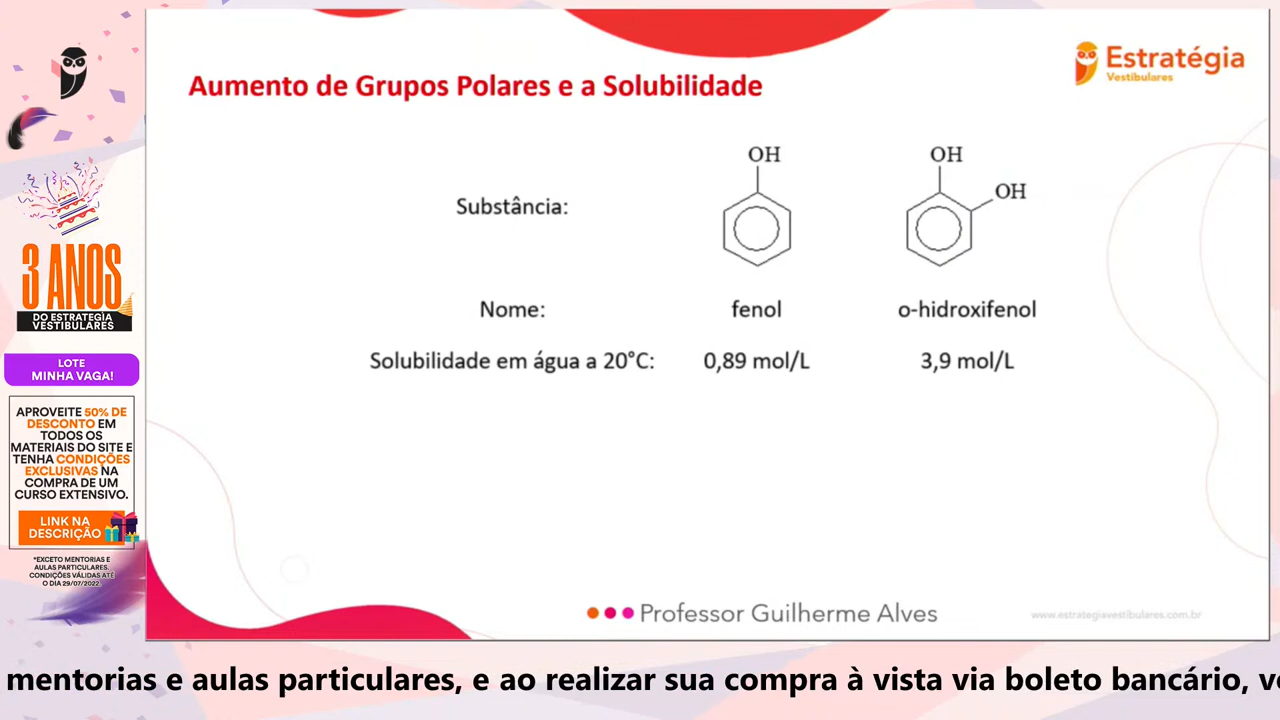 3 ANOS
DO ESTRATÉGIA
VESTIBULARES
LOTE
MINHA VAGA!
APROVEITE 50% DE
DESCONTO EM
TODOS OS
MATERIAIS DO SITE E
TENHA CONDIÇÕES
EXCLUSIVAS NA
COMPRA DE UM
CURSO EXTENSIVO.
LINK NA
DESCRIÇÃO
*EXCETO MENTORIAS E
AULAS PARTICULARES.
CONDIÇÕES VÁLIDAS ATÉ
O DIA 29/07/2022.
Aumento de Grupos Polares e a Solubilidade
Estratégia
Vestibulares
OH
OH
OH
Substância:
Nome: fenol o-hidroxifenol
Solubilidade em água a 20°C: 0,89 mol/L 3,9 mol/L
Professor Guilherme Alves
www.estrategiavestibulares.com.br
mentorias e aulas particulares, e ao realizar sua compra à vista via boleto bancário,